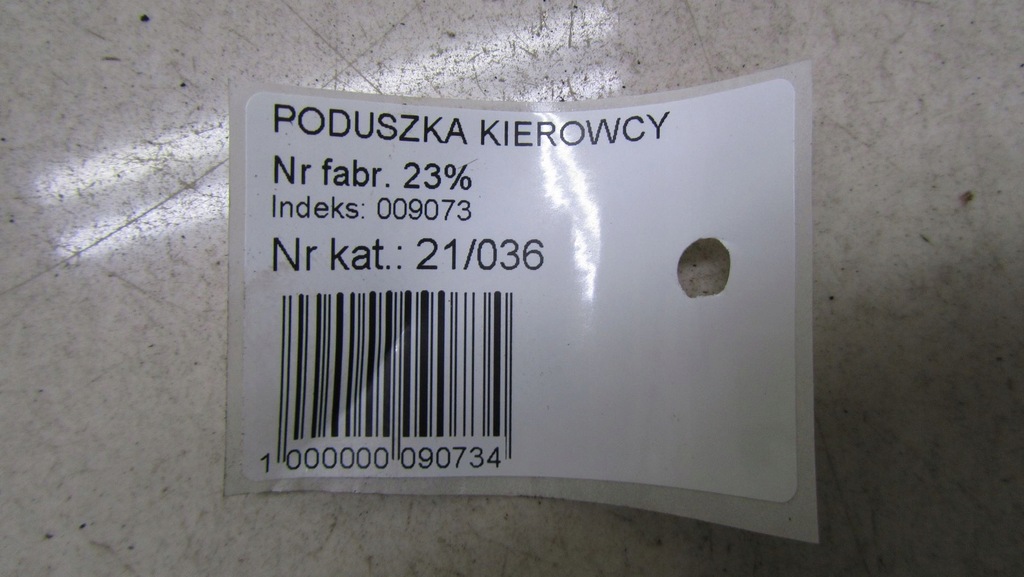 PODUSZKA KIEROWCY
Nr fabr. 23%
Indeks: 009073
Nr kat.: 21/036
1 000000 090734